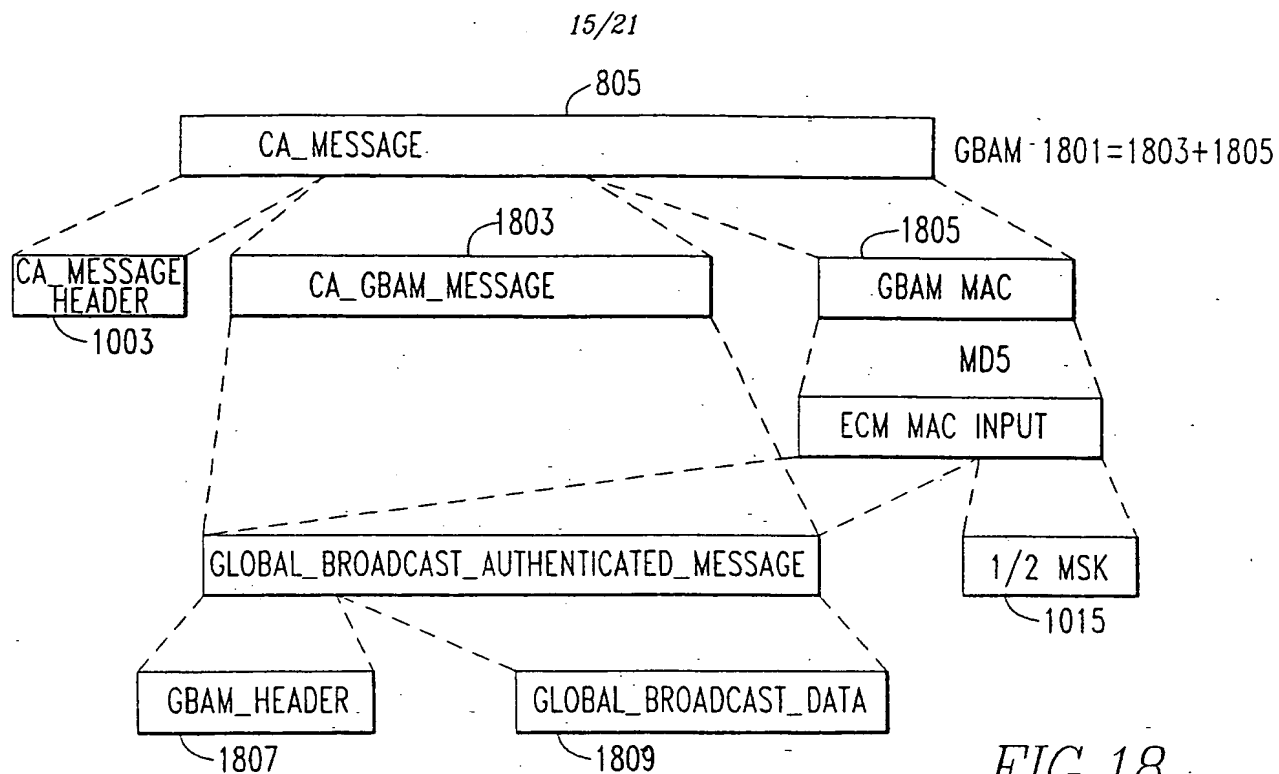 15/21
805
CA_MESSAGE
GBAM 1801=1803+1805
1803
1805
CA_MESSAGE
HEADER
CA_GBAM_MESSAGE
GBAM MAC
1003
MD5
ECM MAC INPUT
GLOBAL_BROADCAST_AUTHENTICATED_MESSAGE
1/2 MSK
1015
GBAM_HEADER
GLOBAL_BROADCAST_DATA
1807
1809
FIG. 18